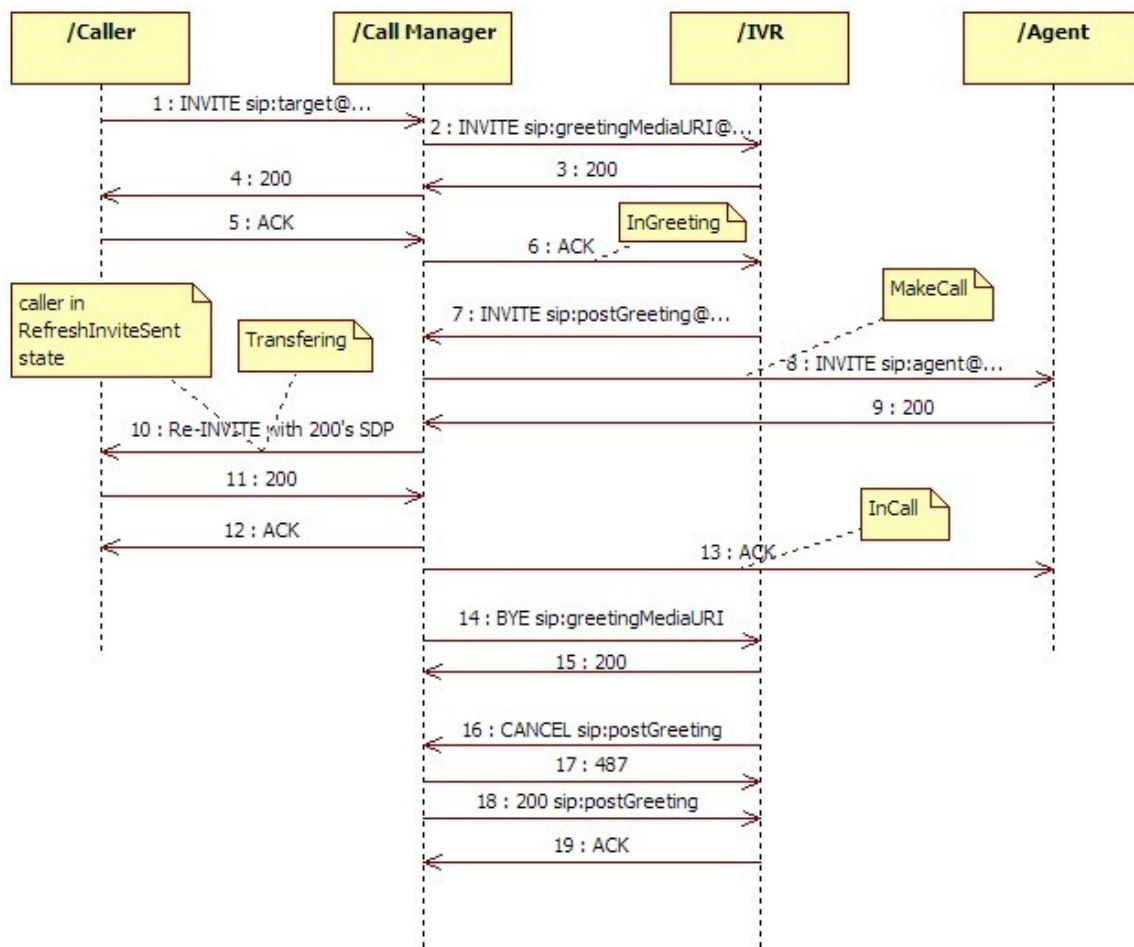 /Caller
/Call Manager
/IVR
/Agent
1 : INVITE sip:target@...
2 : INVITE sip:greetingMediaURI@...
3 : 200
4 : 200
5 : ACK
InGreeting
6 : ACK
MakeCall
caller in
RefreshInviteSent
state
7 : INVITE sip:postGreeting@...
Transfering
8 : INVITE sip:agent@...
9 : 200
10 : Re-INVITE with 200's SDP
11 : 200
InCall
12 : ACK
13 : ACK
14 : BYE sip:greetingMediaURI
15 : 200
16 : CANCEL sip:postGreeting
17 : 487
18 : 200 sip:postGreeting
19 : ACK